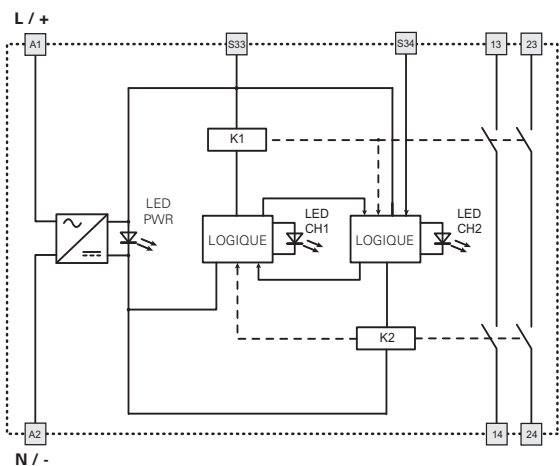 L / +
A1
S33
S34
13
23
K1
LED
PWR
LOGIQUE
LED
CH1
LOGIQUE
LED
CH2
K2
A2
14
24
N / -